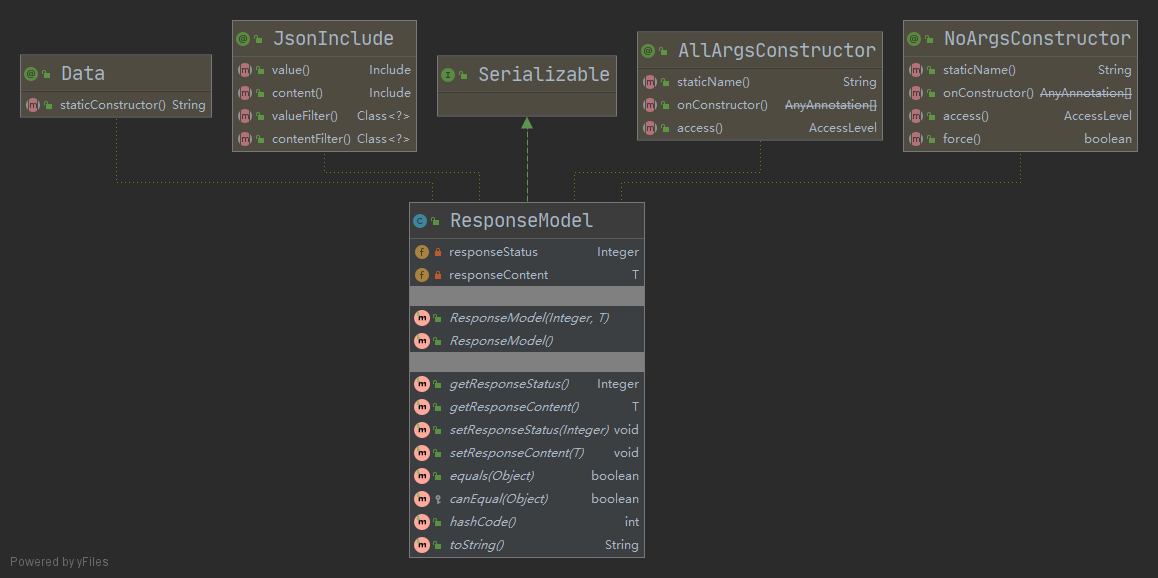 Data
staticConstructor() String
JsonInclude
value() Include
content() Include
valueFilter() Class<?>
contentFilter() Class<?>
Serializable
AllArgsConstructor
staticName() String
onConstructor() AnyAnnotation[]
access() AccessLevel
NoArgsConstructor
staticName() String
onConstructor() AnyAnnotation[]
access() AccessLevel
force() boolean
ResponseModel
responseStatus Integer
responseContent T
ResponseModel(Integer, T)
ResponseModel()
getResponseStatus() Integer
getResponseContent() T
setResponseStatus(Integer) void
setResponseContent(T) void
equals(Object) boolean
canEqual(Object) boolean
hashCode() int
toString() String
Powered by yFiles